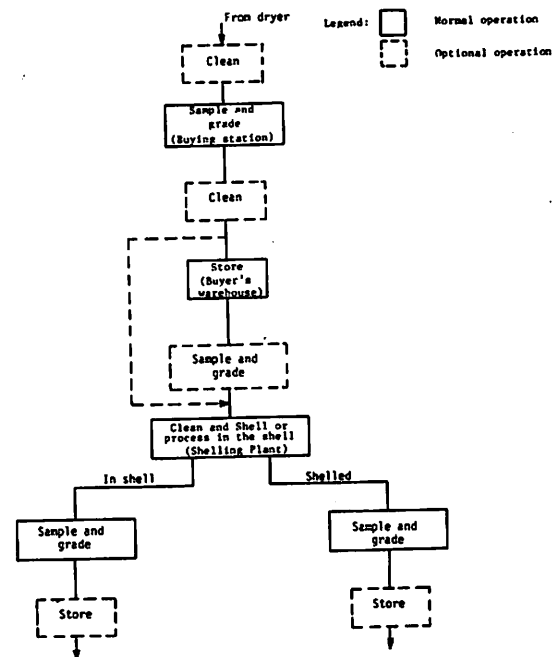 From dryer
Legend:
Normal operation
Optional operation
Clean
Sample and
grade
(Buying station)
Clean
Store
(Buyer's
warehouse)
Sample and
grade
Clean and Shell or
process in the shell
(Shelling Plant)
In shell
Shelled
Sample and
grade
Sample and
grade
Store
Store